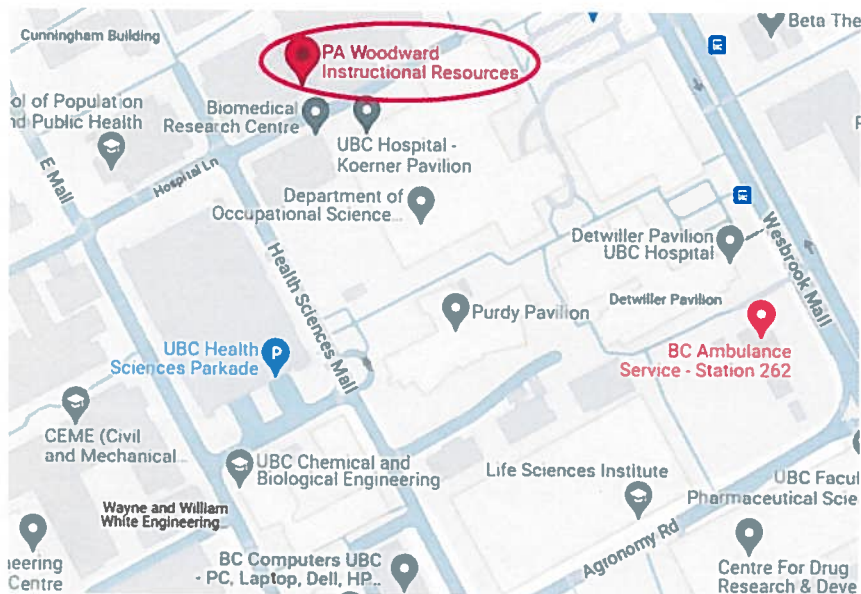 Beta The
Cunningham Building
PA Woodward
Instructional Resources
ol of Population
nd Public Health
Biomedical
Research Centre
UBC Hospital -
Koerner Pavilion
E Mall
Hospital Ln
Department of
Occupational Science...
Detwiller Pavilion
UBC Hospital
Wesbrook Mall
Health Sciences Mall
Detwiller Pavilion
Purdy Pavilion
UBC Health
Sciences Parkade
P
BC Ambulance
Service - Station 262
CEME (Civil
and Mechanical...
UBC Chemical and
Biological Engineering
Life Sciences Institute
UBC Facul
Pharmaceutical Scie
Wayne and William
White Engineering...
Agronomy Rd
neering
Centre
BC Computers UBC
- PC, Laptop, Dell, HP...
Centre For Drug
Research & Deve